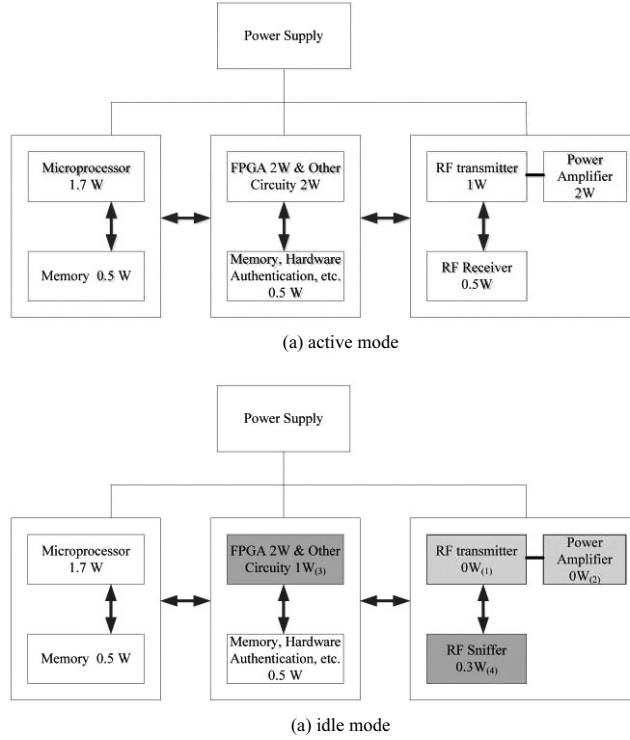 Power Supply
Microprocessor
1.7 W
Memory 0.5 W
FPGA 2W & Other
Circuity 2W
Memory, Hardware
Authentication, etc.
0.5 W
RF transmitter
1W
Power
Amplifier
2W
RF Receiver
0.5W
(a) active mode
Power Supply
Microprocessor
1.7 W
Memory 0.5 W
FPGA 2W & Other
Circuity 1W(3)
Memory, Hardware
Authentication, etc.
0.5 W
RF transmitter
0W(1)
Power
Amplifier
0W(2)
RF Sniffer
0.3W(4)
(a) idle mode